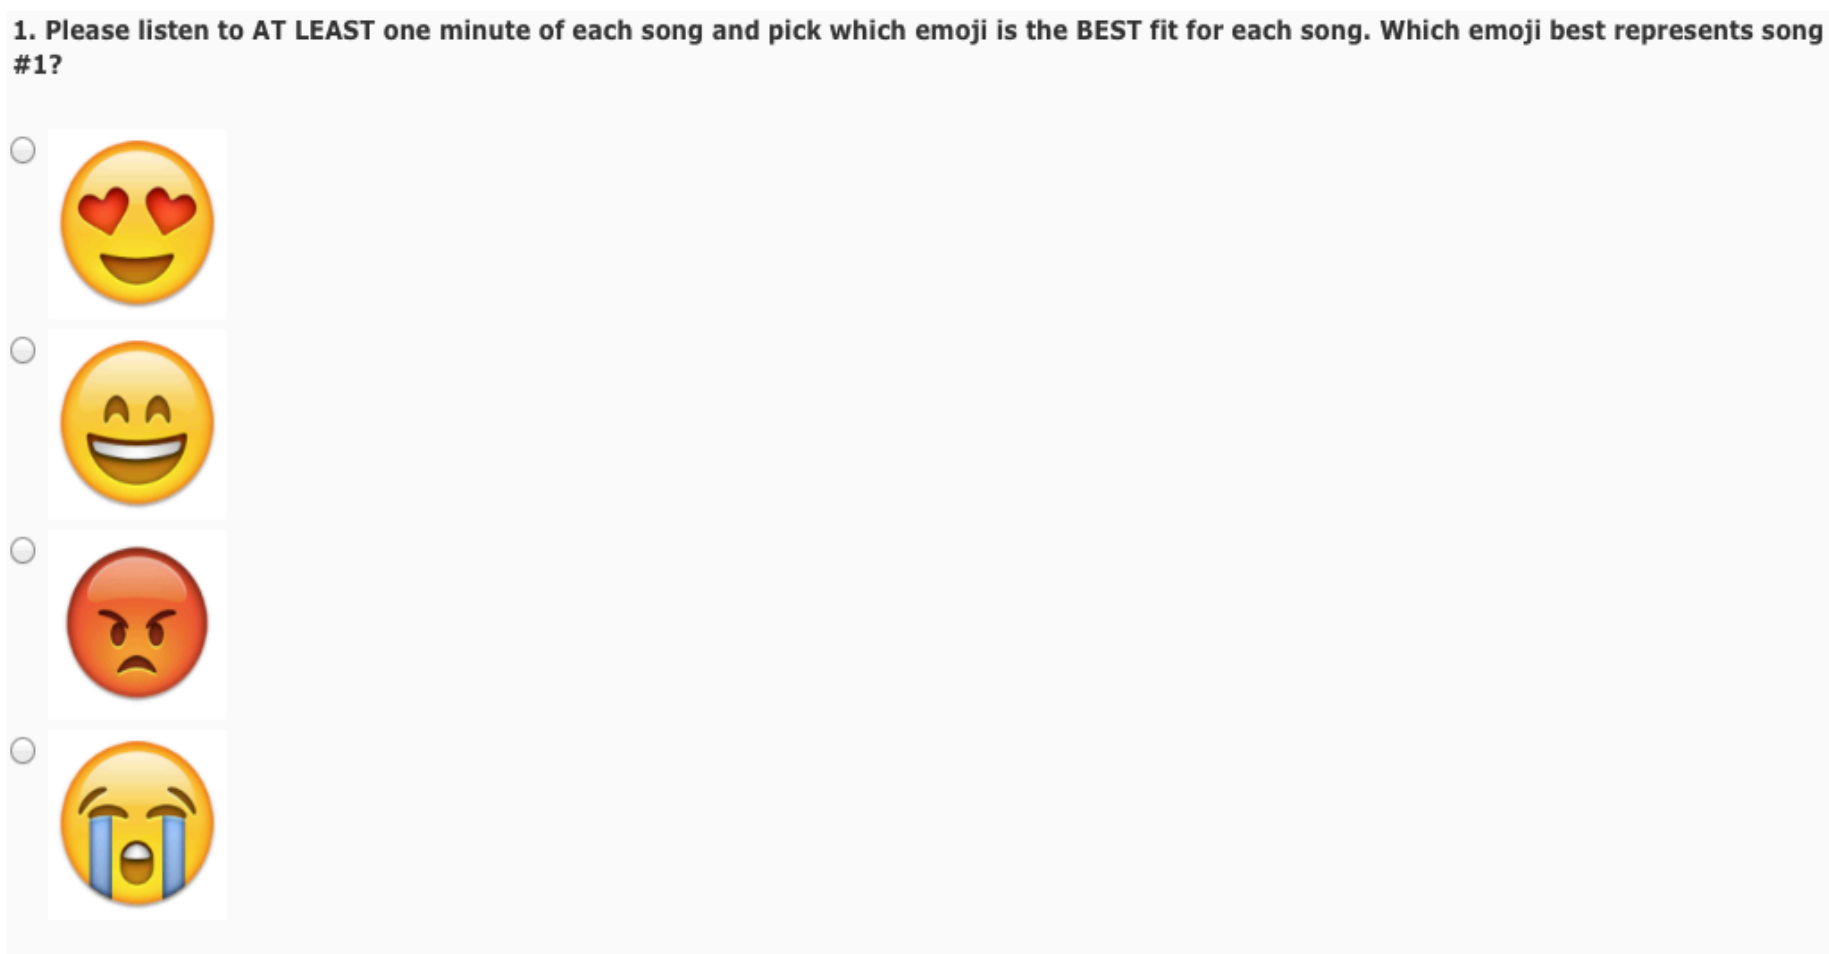 1. Please listen to AT LEAST one minute of each song and pick which emoji is the BEST fit for each song. Which emoji best represents song
#1?